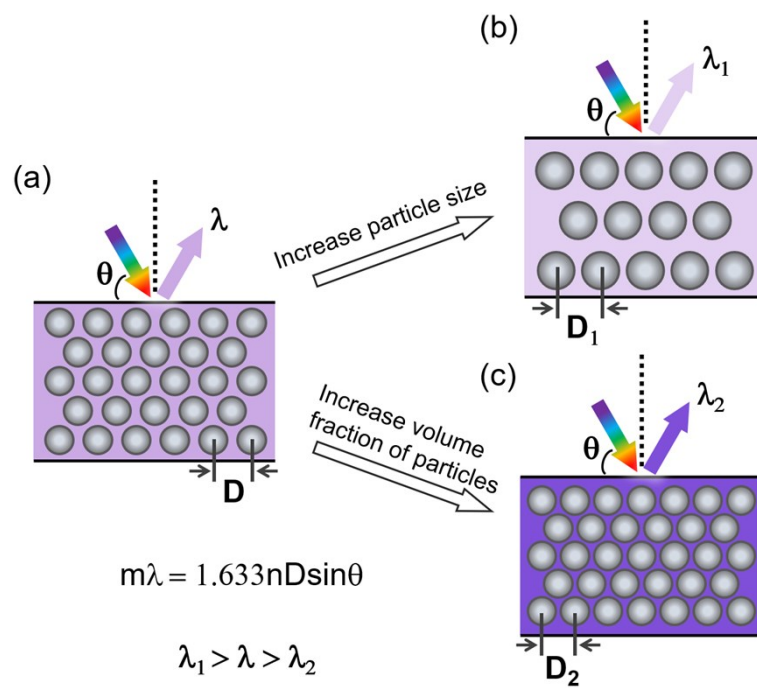 (a)
λ
θ
D
Increase particle size
(b)
λ₁
θ
D₁
Increase volume
fraction of particles
(c)
λ₂
θ
D₂
mλ = 1.633nDsinθ
λ₁ > λ > λ₂